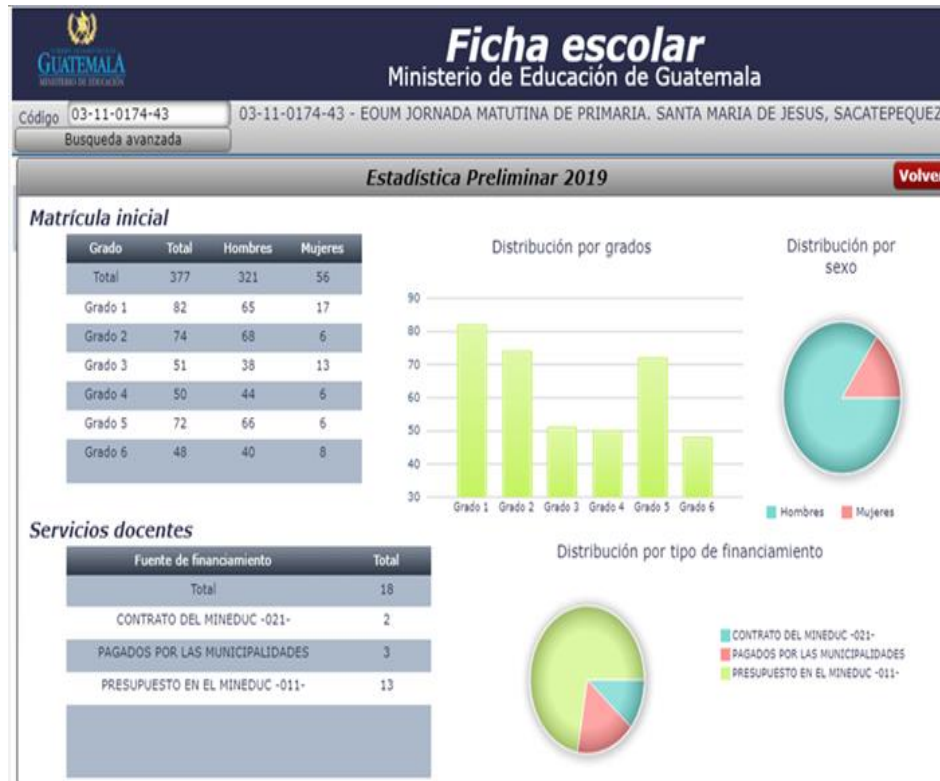 GUATEMALA
MINISTERIO DE EDUCACIÓN
Ficha escolar
Ministerio de Educación de Guatemala
Código 03-11-0174-43 03-11-0174-43 - EOUM JORNADA MATUTINA DE PRIMARIA. SANTA MARIA DE JESUS, SACATEPEQUEZ
Busqueda avanzada
Estadística Preliminar 2019 Volver
Matrícula inicial
Grado Total Hombres Mujeres
Total 377 321 56
Grado 1 82 65 17
Grado 2 74 68 6
Grado 3 51 38 13
Grado 4 50 44 6
Grado 5 72 66 6
Grado 6 48 40 8
Distribución por grados
90
80
70
60
50
40
30
Grado 1 Grado 2 Grado 3 Grado 4 Grado 5 Grado 6
Distribución por
sexo
Hombres Mujeres
Servicios docentes
Fuente de financiamiento Total
Total 18
CONTRATO DEL MINEDUC -021- 2
PAGADOS POR LAS MUNICIPALIDADES 3
PRESUPUESTO EN EL MINEDUC -011- 13
Distribución por tipo de financiamiento
CONTRATO DEL MINEDUC -021-
PAGADOS POR LAS MUNICIPALIDADES
PRESUPUESTO EN EL MINEDUC -011-